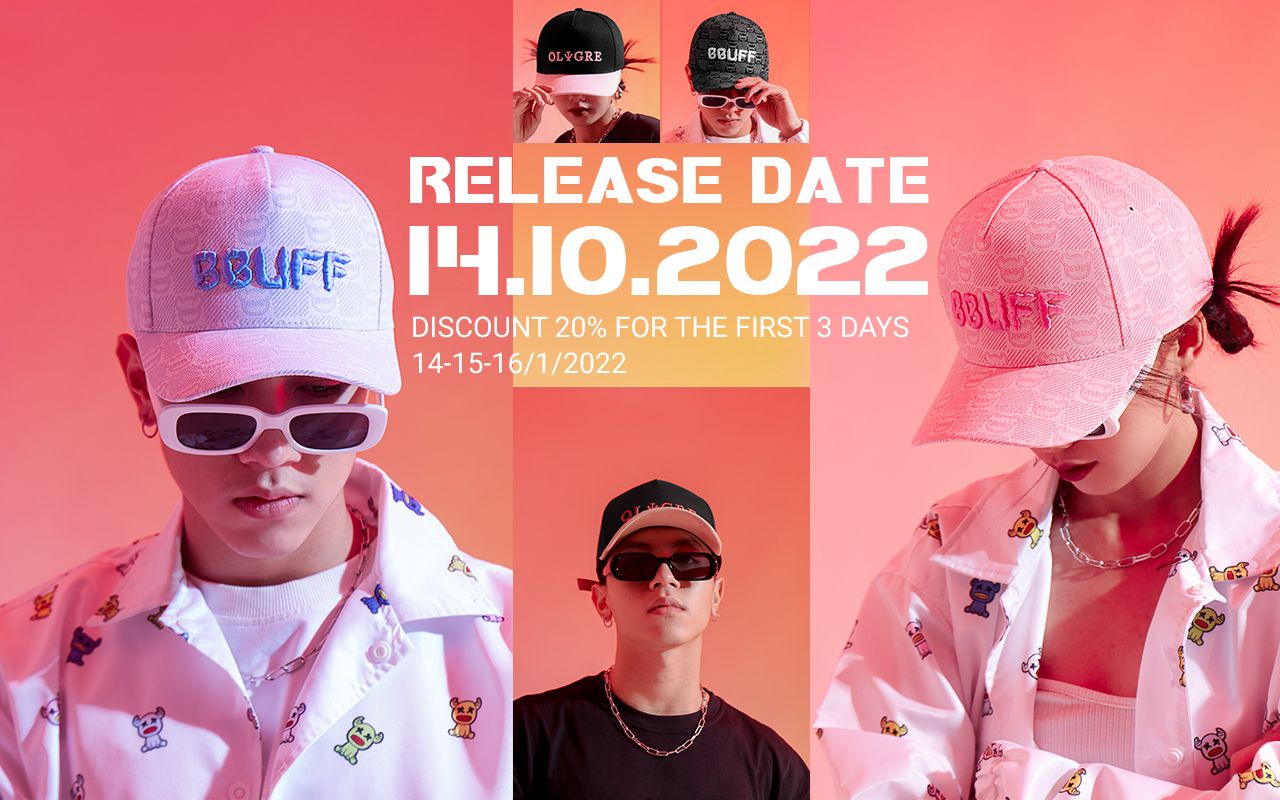 OLYGRE
BBUFF
RELEASE DATE
14.10.2022
DISCOUNT 20% FOR THE FIRST 3 DAYS
14-15-16/1/2022
BBUFF
BBUFF
OLYGRE